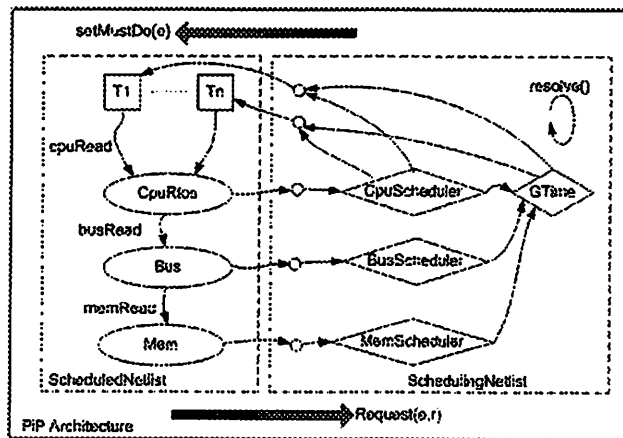 setMustDo(e)
T1 Tn
resolve()
cpuRead
CpuRtos CpuScheduler GTime
busRead
Bus BusScheduler
memRead
Mem MemScheduler
ScheduledNetlist SchedulingNetlist
PiP Architecture Request(e,r)